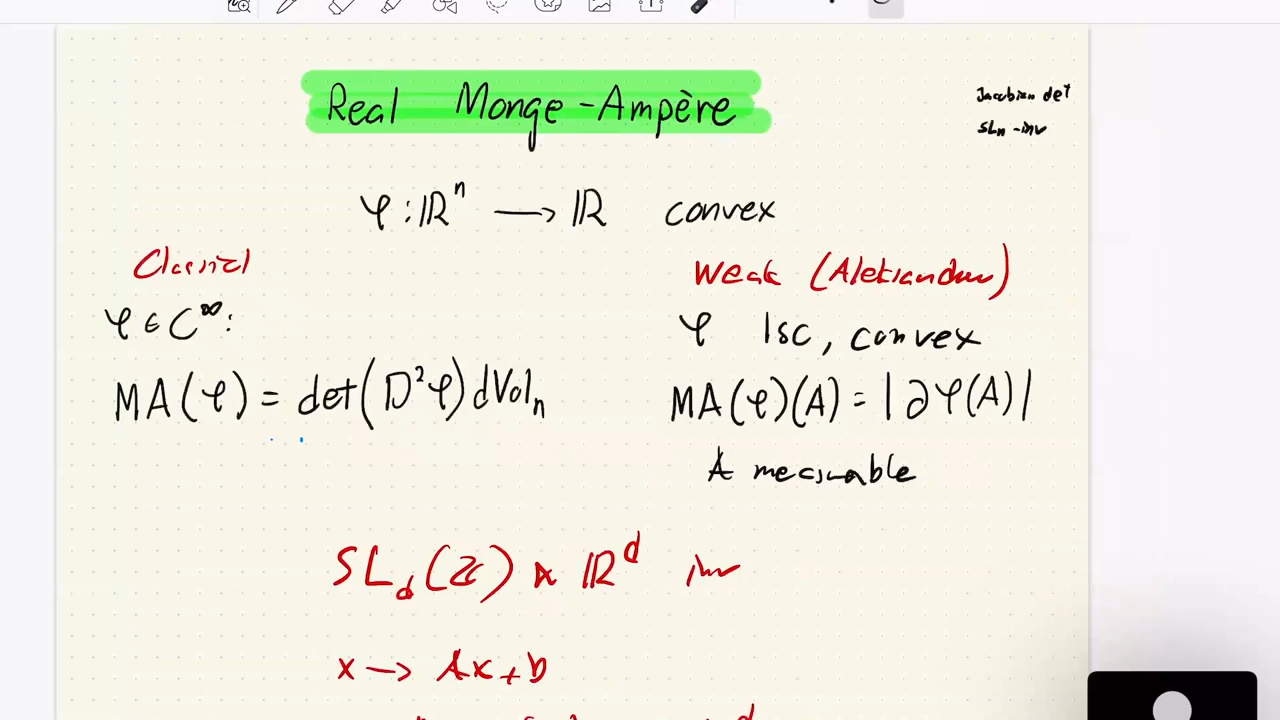 Real Monge-Ampère
Jacobian det
SLn-inv
φ : ℝⁿ → ℝ convex
Classical
φ ∈ C^∞:
MA(φ) = det(D²φ) dVolₙ
Weak (Aleksandrov)
φ lsc, convex
MA(φ)(A) = |∂φ(A)|
A measurable
SL_d(ℤ) ⋉ ℝ^d inv
x → Ax + b